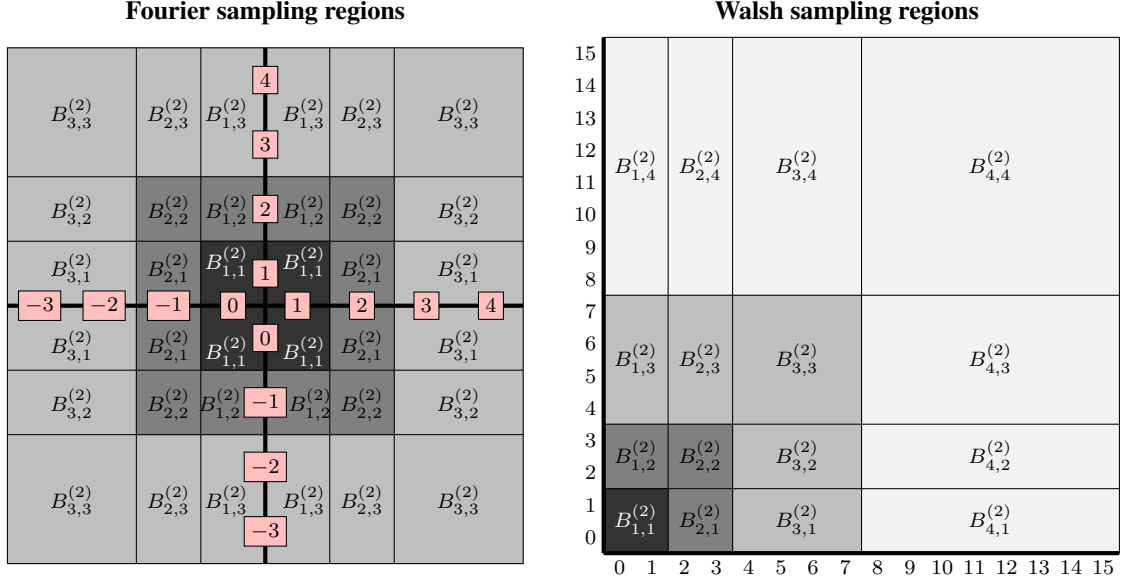 Fourier sampling regions
Walsh sampling regions
B_{3,3}^{(2)} B_{2,3}^{(2)} B_{1,3}^{(2)} 4 B_{1,3}^{(2)} B_{2,3}^{(2)} B_{3,3}^{(2)}
3
B_{3,2}^{(2)} B_{2,2}^{(2)} B_{1,2}^{(2)} 2 B_{1,2}^{(2)} B_{2,2}^{(2)} B_{3,2}^{(2)}
B_{3,1}^{(2)} B_{2,1}^{(2)} B_{1,1}^{(2)} 1 B_{1,1}^{(2)} B_{2,1}^{(2)} B_{3,1}^{(2)}
−3 −2 −1 0 1 2 3 4
B_{3,1}^{(2)} B_{2,1}^{(2)} B_{1,1}^{(2)} 0 B_{1,1}^{(2)} B_{2,1}^{(2)} B_{3,1}^{(2)}
B_{3,2}^{(2)} B_{2,2}^{(2)} B_{1,2}^{(2)} −1 B_{1,2}^{(2)} B_{2,2}^{(2)} B_{3,2}^{(2)}
−2
B_{3,3}^{(2)} B_{2,3}^{(2)} B_{1,3}^{(2)} B_{1,3}^{(2)} B_{2,3}^{(2)} B_{3,3}^{(2)}
−3
15
14
13
12
11 B_{1,4}^{(2)} B_{2,4}^{(2)} B_{3,4}^{(2)} B_{4,4}^{(2)}
10
9
8
7
6
5 B_{1,3}^{(2)} B_{2,3}^{(2)} B_{3,3}^{(2)} B_{4,3}^{(2)}
4
3
2 B_{1,2}^{(2)} B_{2,2}^{(2)} B_{3,2}^{(2)} B_{4,2}^{(2)}
1
0 B_{1,1}^{(2)} B_{2,1}^{(2)} B_{3,1}^{(2)} B_{4,1}^{(2)}
0 1 2 3 4 5 6 7 8 9 10 11 12 13 14 15